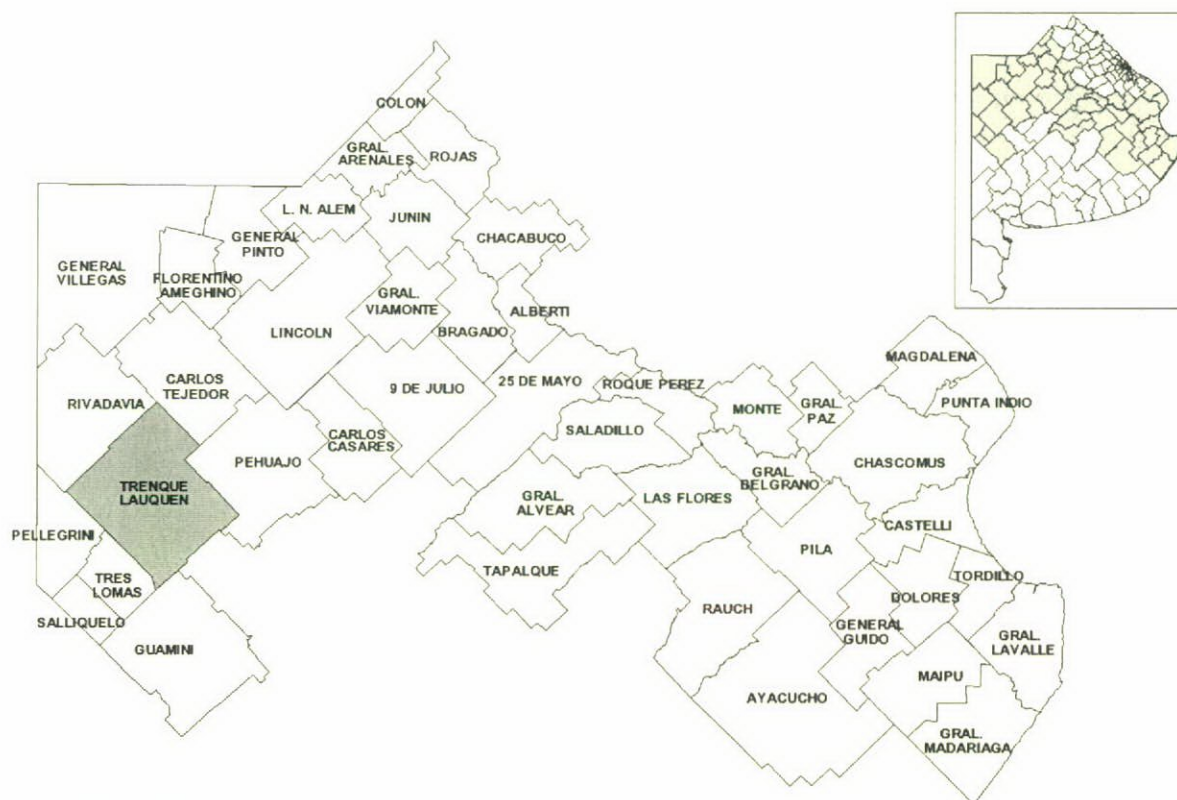 COLON
GRAL.
ARENALES
ROJAS
L. N. ALEM
JUNIN
CHACABUCO
GENERAL
PINTO
GENERAL
VILLEGAS
FLORENTINO
AMEGHINO
GRAL.
VIAMONTE
ALBERTI
LINCOLN
BRAGADO
MAGDALENA
CARLOS
TEJEDOR
9 DE JULIO
25 DE MAYO
ROQUE PEREZ
RIVADAVIA
MONTE
GRAL.
PAZ
PUNTA INDIO
SALADILLO
CARLOS
CASARES
PEHUAJO
CHASCOMUS
GRAL.
BELGRANO
TRENQUE
LAUQUEN
GRAL.
ALVEAR
LAS FLORES
CASTELLI
PELLEGRINI
PILA
TAPALQUE
TORDILLO
TRES
LOMAS
DOLORES
RAUCH
SALLIQUELO
GENERAL
GUIDO
GRAL.
LAVALLE
GUAMINI
MAIPU
AYACUCHO
GRAL.
MADARIAGA